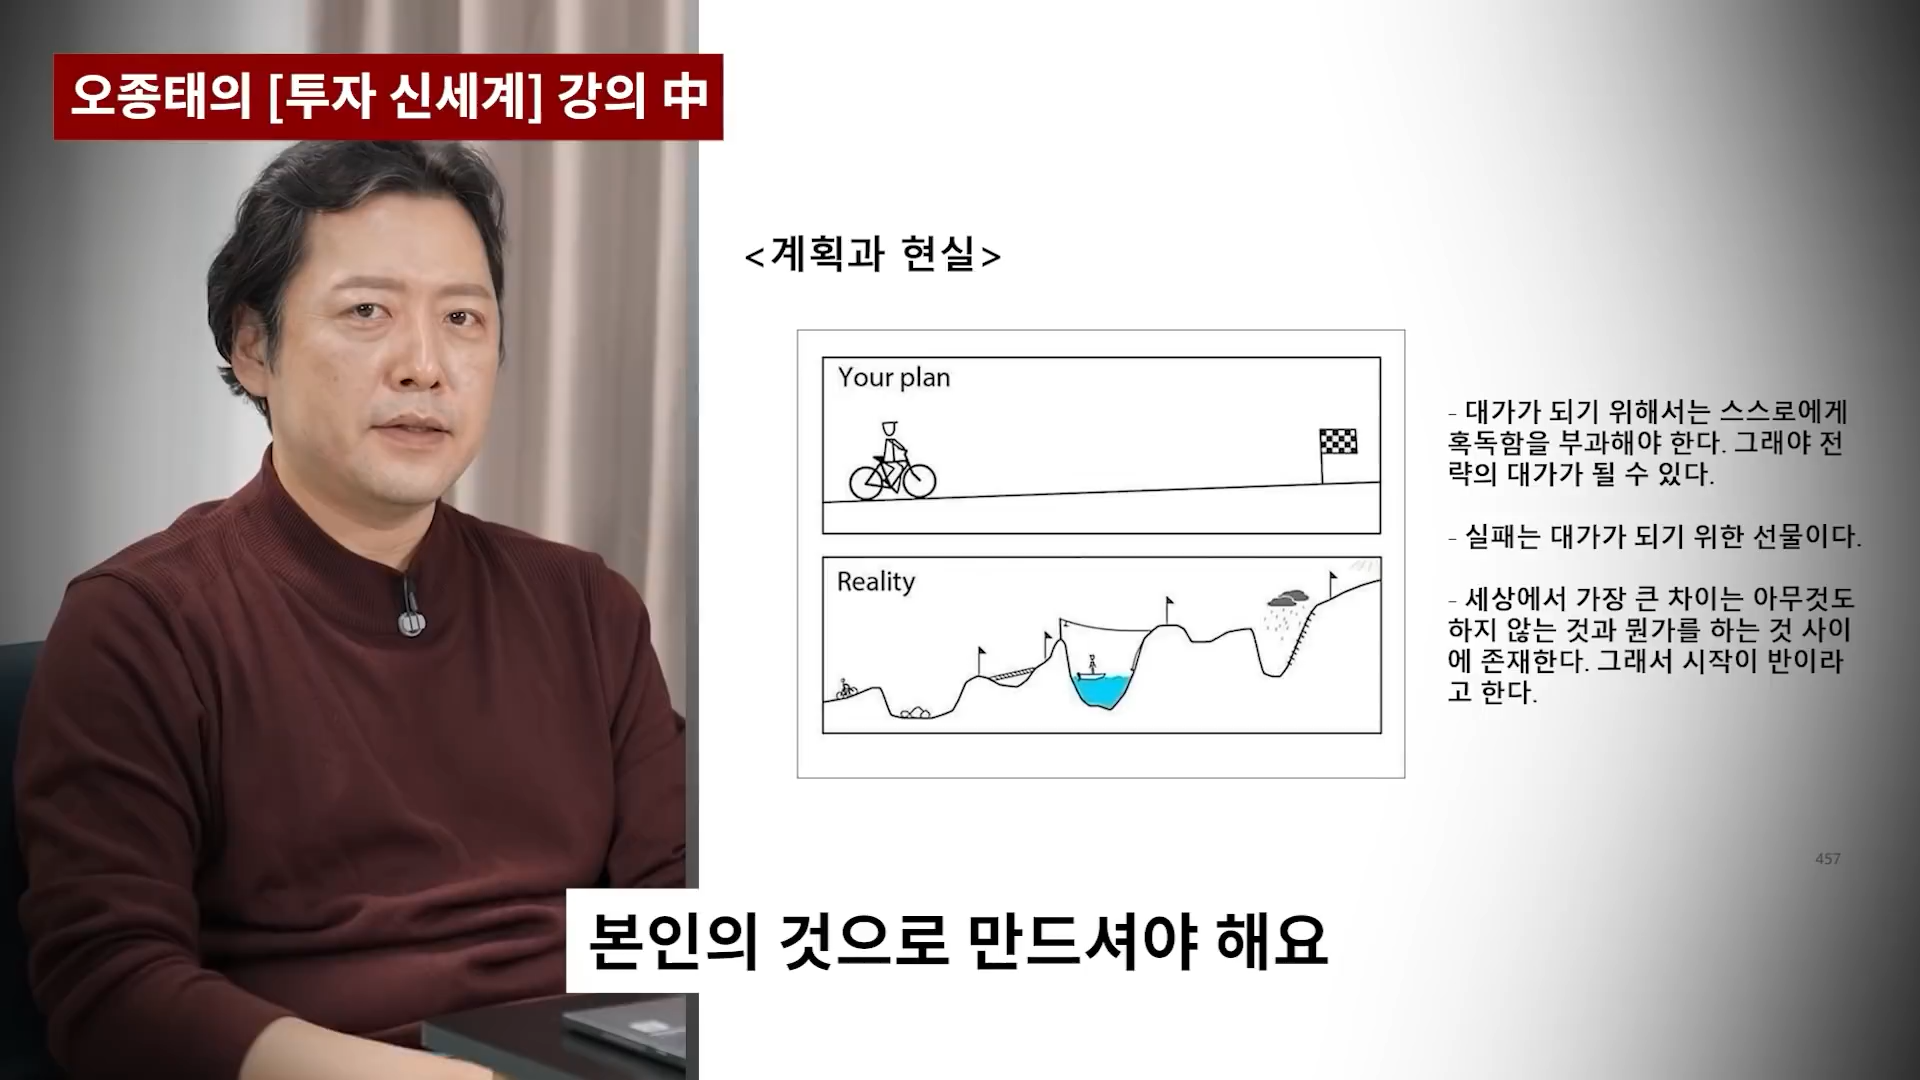 오종태의 [투자 신세계] 강의 中
<계획과 현실>
Your plan
Reality
- 대가가 되기 위해서는 스스로에게
혹독함을 부과해야 한다. 그래야 전
략의 대가가 될 수 있다.
- 실패는 대가가 되기 위한 선물이다.
- 세상에서 가장 큰 차이는 아무것도
하지 않는 것과 뭔가를 하는 것 사이
에 존재한다. 그래서 시작이 반이라
고 한다.
457
본인의 것으로 만드셔야 해요